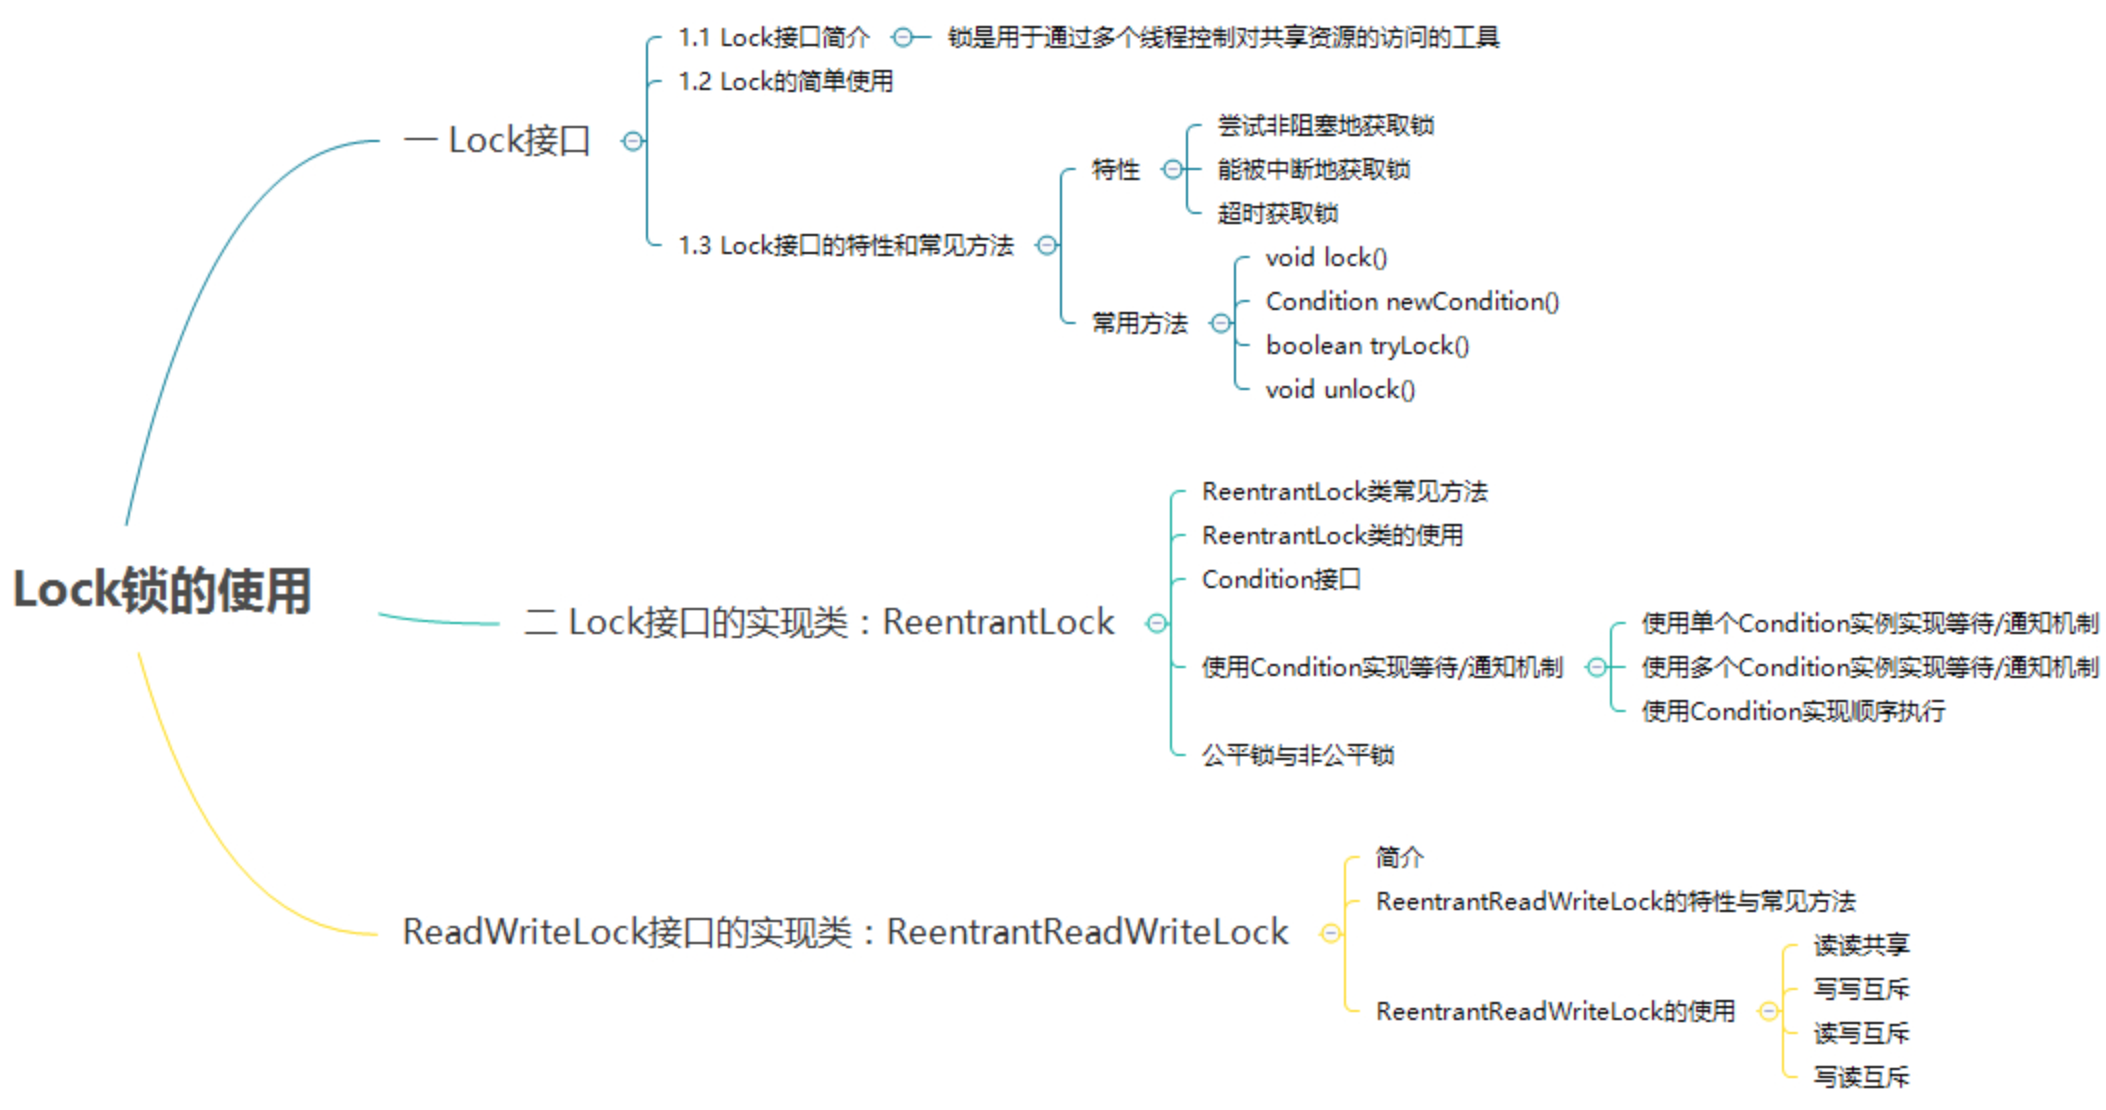 Lock锁的使用
一 Lock接口
1.1 Lock接口简介
锁是用于通过多个线程控制对共享资源的访问的工具
1.2 Lock的简单使用
1.3 Lock接口的特性和常见方法
特性
尝试非阻塞地获取锁
能被中断地获取锁
超时获取锁
常用方法
void lock()
Condition newCondition()
boolean tryLock()
void unlock()
二 Lock接口的实现类：ReentrantLock
ReentrantLock类常见方法
ReentrantLock类的使用
Condition接口
使用Condition实现等待/通知机制
使用单个Condition实例实现等待/通知机制
使用多个Condition实例实现等待/通知机制
使用Condition实现顺序执行
公平锁与非公平锁
ReadWriteLock接口的实现类：ReentrantReadWriteLock
简介
ReentrantReadWriteLock的特性与常见方法
ReentrantReadWriteLock的使用
读读共享
写写互斥
读写互斥
写读互斥